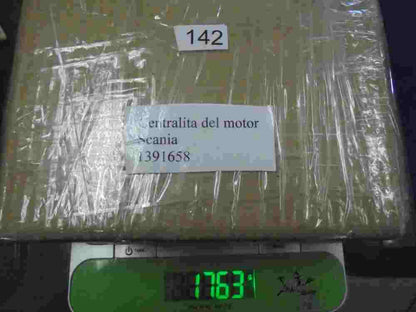 142
Centralita del motor
Scania
1391658
1763